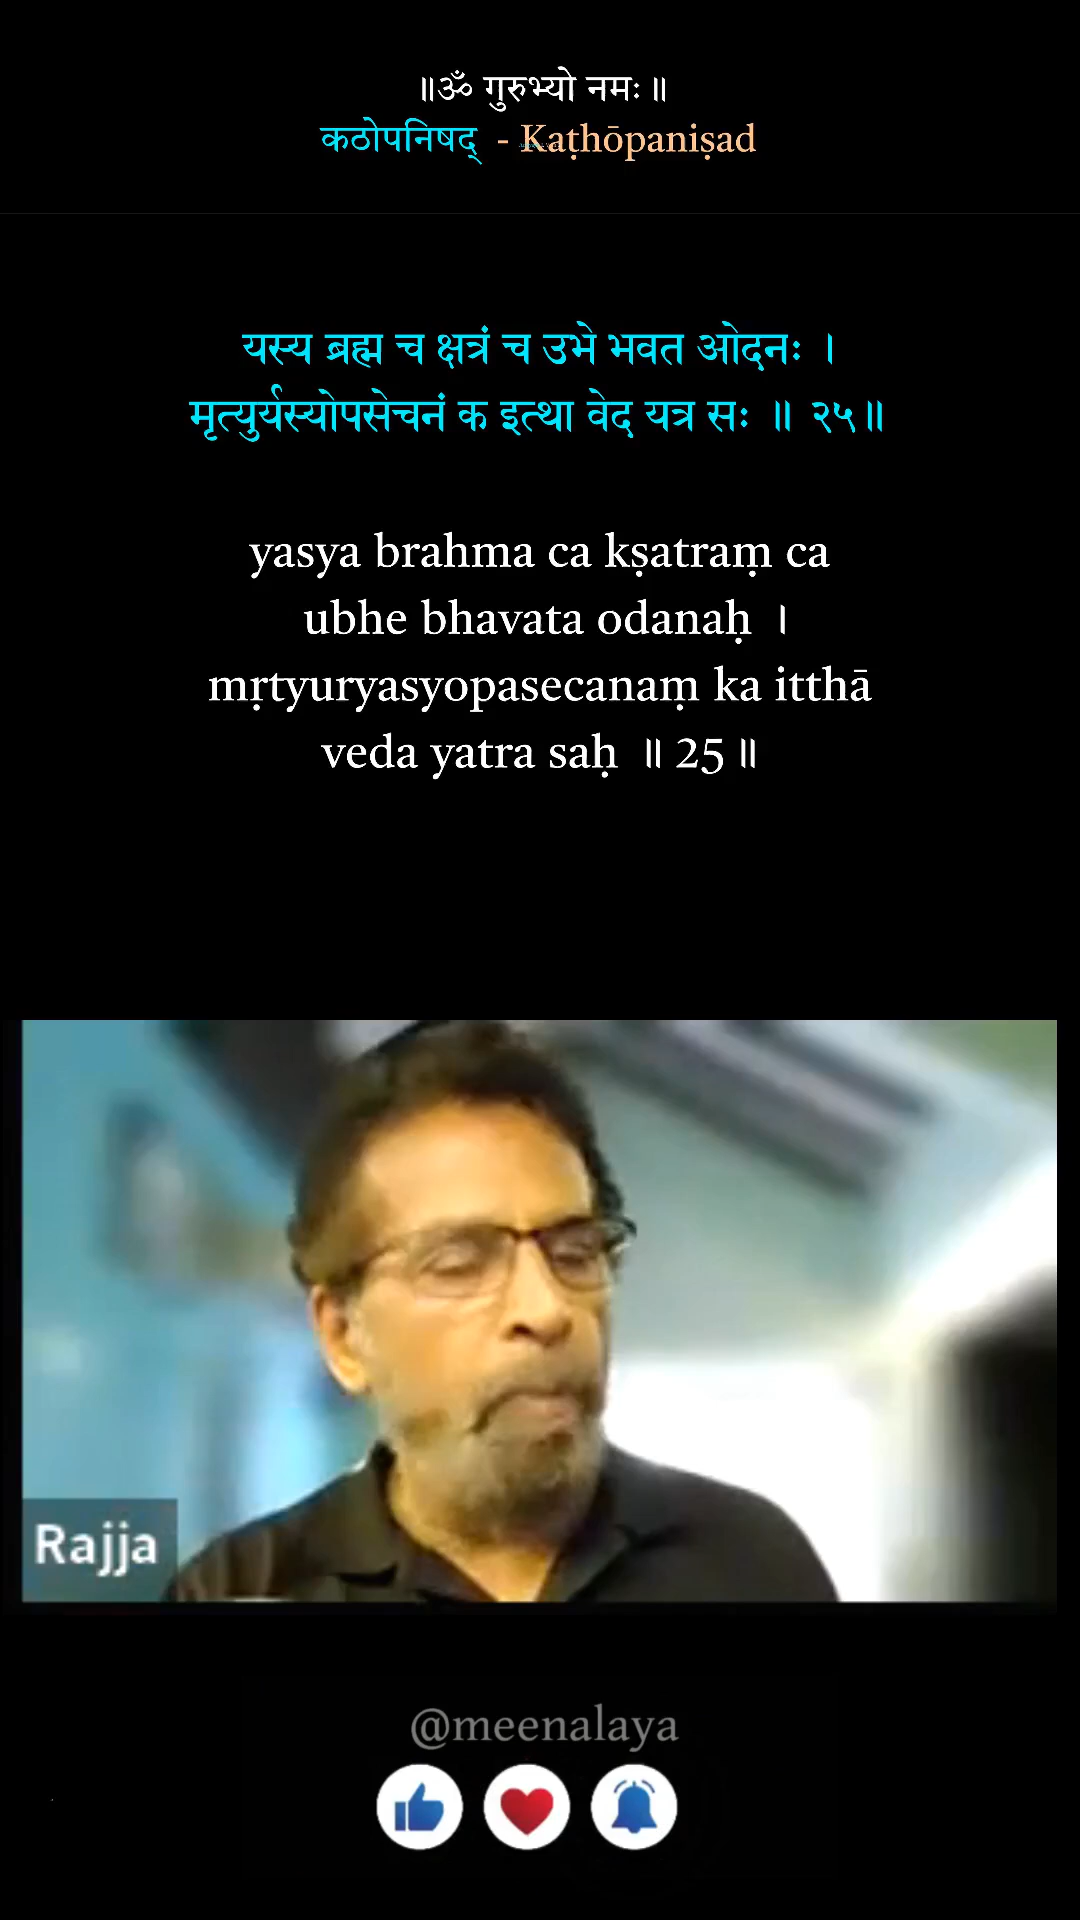 ॥ॐ गुरुभ्यो नमः॥
कठोपनिषद् - Kaṭhōpaniṣad
यस्य ब्रह्म च क्षत्रं च उभे भवत ओदनः ।
मृत्युर्यस्योपसेचनं क इत्था वेद यत्र सः ॥ २५॥
yasya brahma ca kṣatraṃ ca
ubhe bhavata odanaḥ ।
mṛtyuryasyopasecanaṃ ka itthā
veda yatra saḥ ॥ 25॥
Rajja
@meenalaya